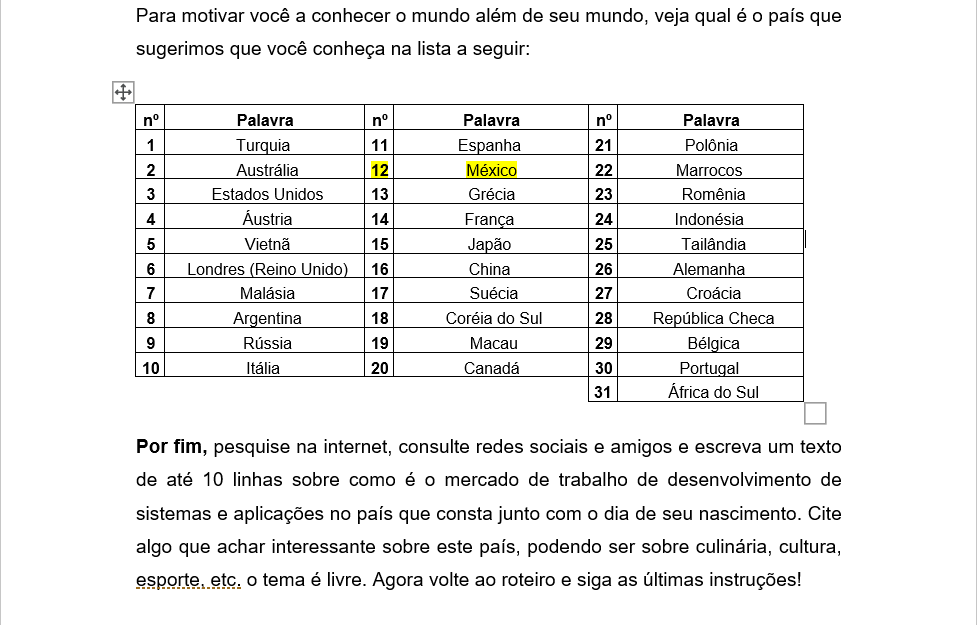 Para motivar você a conhecer o mundo além de seu mundo, veja qual é o país que
sugerimos que você conheça na lista a seguir:
nº Palavra nº Palavra nº Palavra
1 Turquia 11 Espanha 21 Polônia
2 Austrália 12 México 22 Marrocos
3 Estados Unidos 13 Grécia 23 Romênia
4 Áustria 14 França 24 Indonésia
5 Vietnã 15 Japão 25 Tailândia
6 Londres (Reino Unido) 16 China 26 Alemanha
7 Malásia 17 Suécia 27 Croácia
8 Argentina 18 Coréia do Sul 28 República Checa
9 Rússia 19 Macau 29 Bélgica
10 Itália 20 Canadá 30 Portugal
31 África do Sul
Por fim, pesquise na internet, consulte redes sociais e amigos e escreva um texto
de até 10 linhas sobre como é o mercado de trabalho de desenvolvimento de
sistemas e aplicações no país que consta junto com o dia de seu nascimento. Cite
algo que achar interessante sobre este país, podendo ser sobre culinária, cultura,
esporte, etc. o tema é livre. Agora volte ao roteiro e siga as últimas instruções!